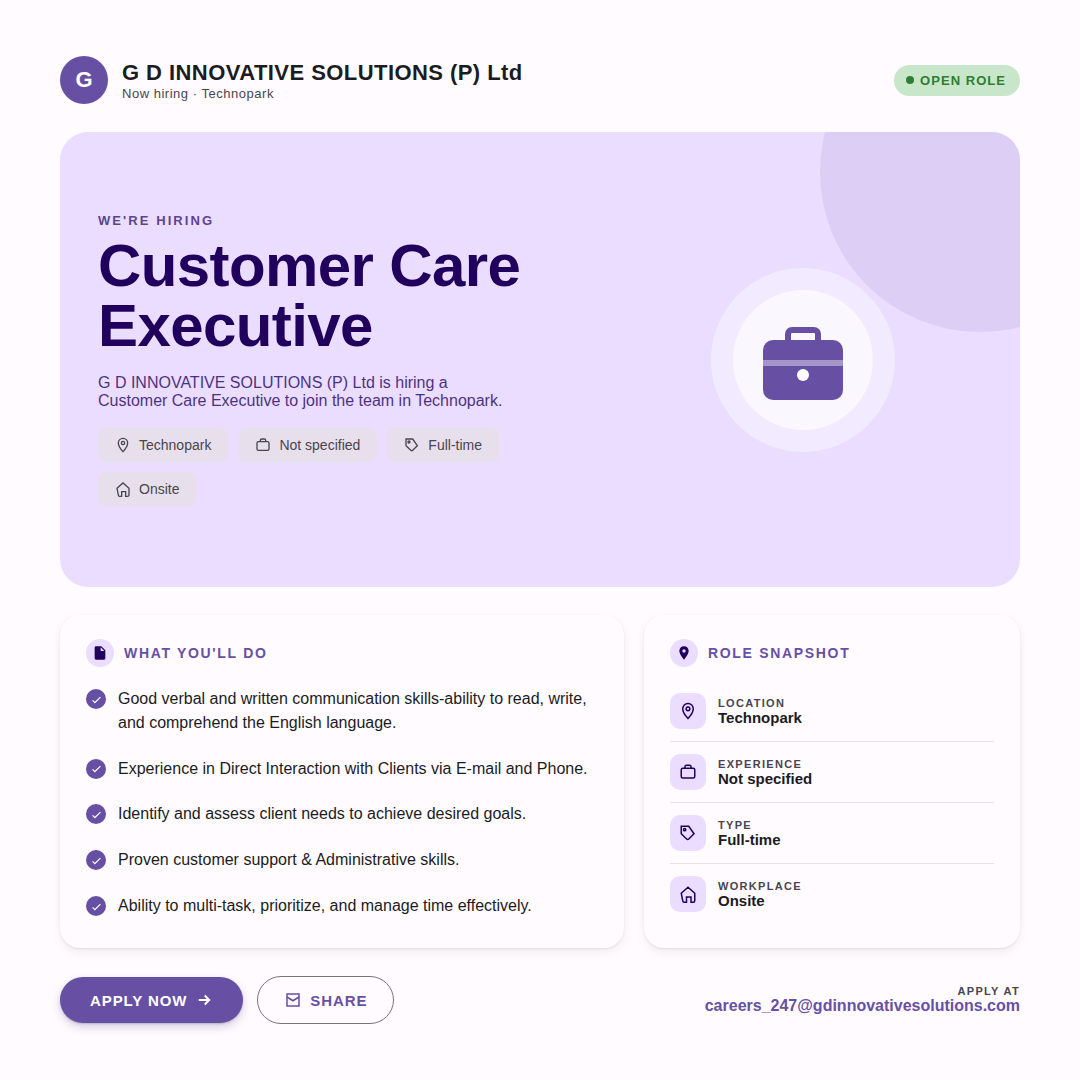 G
G D INNOVATIVE SOLUTIONS (P) Ltd
Now hiring · Technopark
OPEN ROLE
WE'RE HIRING
Customer Care
Executive
G D INNOVATIVE SOLUTIONS (P) Ltd is hiring a
Customer Care Executive to join the team in Technopark.
Technopark
Not specified
Full-time
Onsite
WHAT YOU'LL DO
Good verbal and written communication skills-ability to read, write,
and comprehend the English language.
Experience in Direct Interaction with Clients via E-mail and Phone.
Identify and assess client needs to achieve desired goals.
Proven customer support & Administrative skills.
Ability to multi-task, prioritize, and manage time effectively.
ROLE SNAPSHOT
LOCATION
Technopark
EXPERIENCE
Not specified
TYPE
Full-time
WORKPLACE
Onsite
APPLY NOW
SHARE
APPLY AT
careers_247@gdinnovativesolutions.com